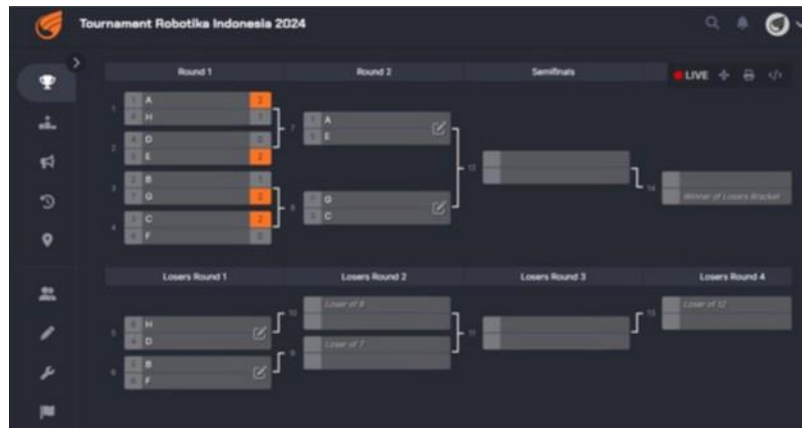 Tournament Robotika Indonesia 2024
Round 1
Round 2
Semifinals
LIVE
1
A
2
H
1
2
D
0
E
2
3
B
1
G
2
4
C
2
F
0
7
A
E
8
G
C
12
14
Winner of Losers Bracket
Losers Round 1
Losers Round 2
Losers Round 3
Losers Round 4
5
H
D
6
B
F
10
Loser of 8
9
Loser of 7
11
13
Loser of 12